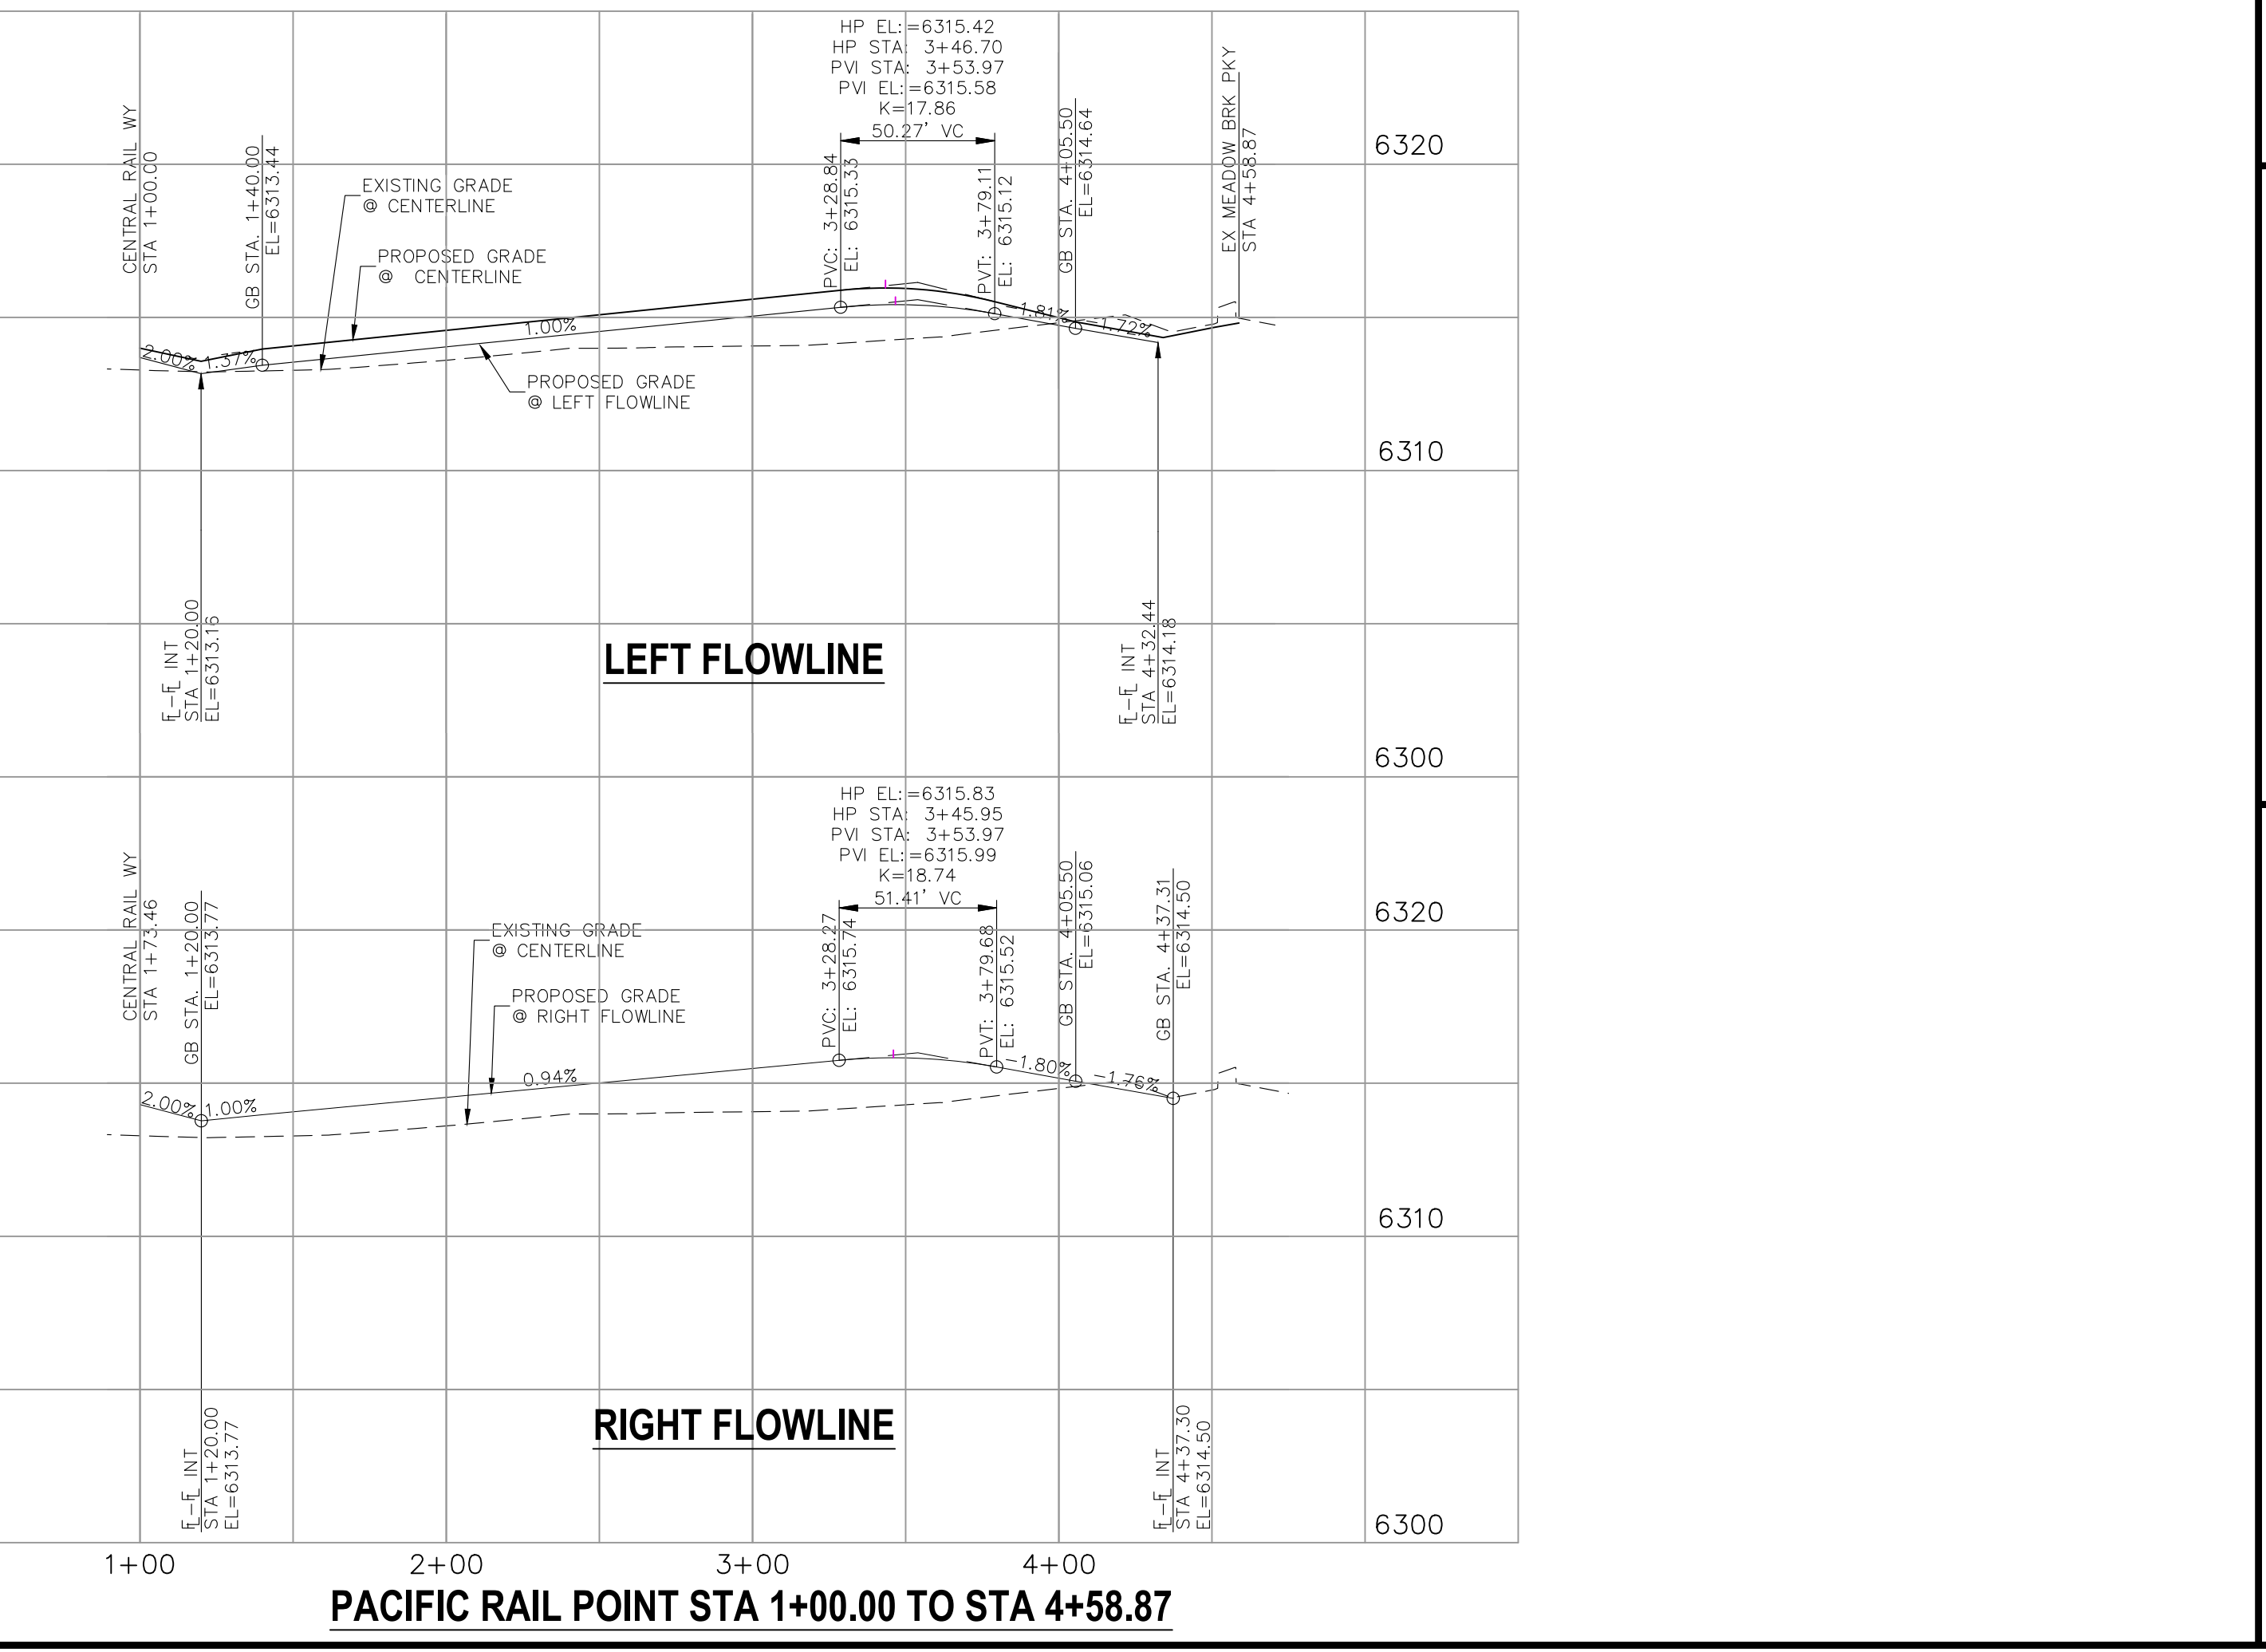 HP EL:=6315.42
HP STA: 3+46.70
PVI STA: 3+53.97
PVI EL:=6315.58
K=17.86
50.27' VC
CENTRAL RAIL WY
STA 1+00.00
GB STA. 1+40.00
EL=6313.44
EXISTING GRADE
@ CENTERLINE
PROPOSED GRADE
@ CENTERLINE
PVC: 3+28.84
EL: 6315.33
PVT: 3+79.11
EL: 6315.12
GB STA. 4+05.50
EL=6314.64
EX MEADOW BRK PKY
STA 4+58.87
6320
2.00%
1.37%
1.00%
-1.81%
-1.72%
PROPOSED GRADE
@ LEFT FLOWLINE
6310
FL-FL INT
STA 1+20.00
EL=6313.16
LEFT FLOWLINE
FL-FL INT
STA 4+32.44
EL=6314.18
6300
HP EL:=6315.83
HP STA: 3+45.95
PVI STA: 3+53.97
PVI EL:=6315.99
K=18.74
51.41' VC
CENTRAL RAIL WY
STA 1+73.46
GB STA. 1+20.00
EL=6313.77
EXISTING GRADE
@ CENTERLINE
PROPOSED GRADE
@ RIGHT FLOWLINE
PVC: 3+28.27
EL: 6315.74
PVT: 3+79.68
EL: 6315.52
GB STA. 4+05.50
EL=6315.06
GB STA. 4+37.31
EL=6314.50
6320
2.00%
1.00%
0.94%
-1.80%
-1.76%
6310
FL-FL INT
STA 1+20.00
EL=6313.77
RIGHT FLOWLINE
FL-FL INT
STA 4+37.30
EL=6314.50
6300
1+00
2+00
3+00
4+00
PACIFIC RAIL POINT STA 1+00.00 TO STA 4+58.87